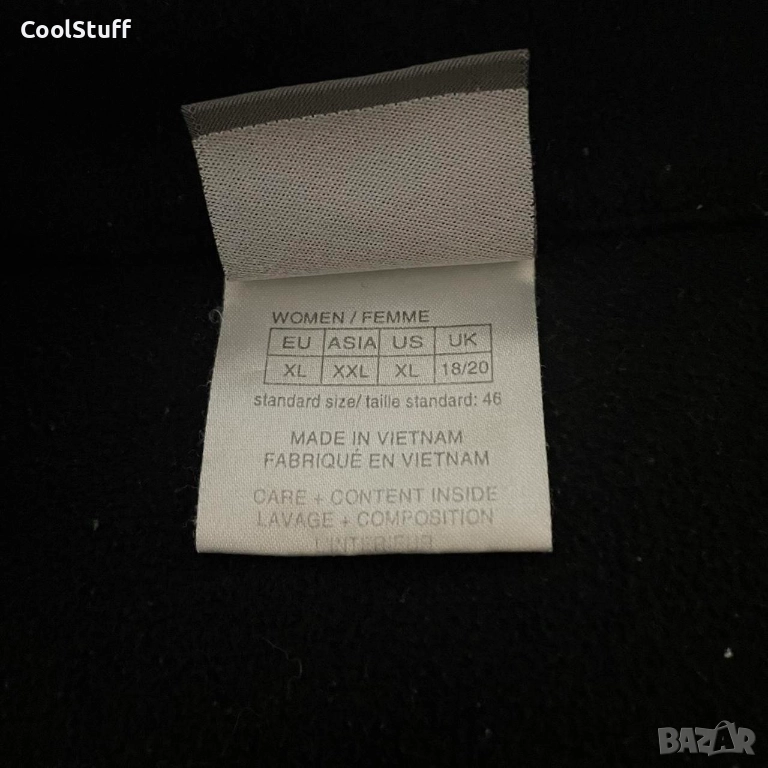 CoolStuff
WOMEN / FEMME
EU ASIA US UK
XL XXL XL 18/20
standard size/ taille standard: 46
MADE IN VIETNAM
FABRIQUÉ EN VIETNAM
CARE + CONTENT INSIDE
LAVAGE + COMPOSITION
L'INTERIEUR
BAZAR